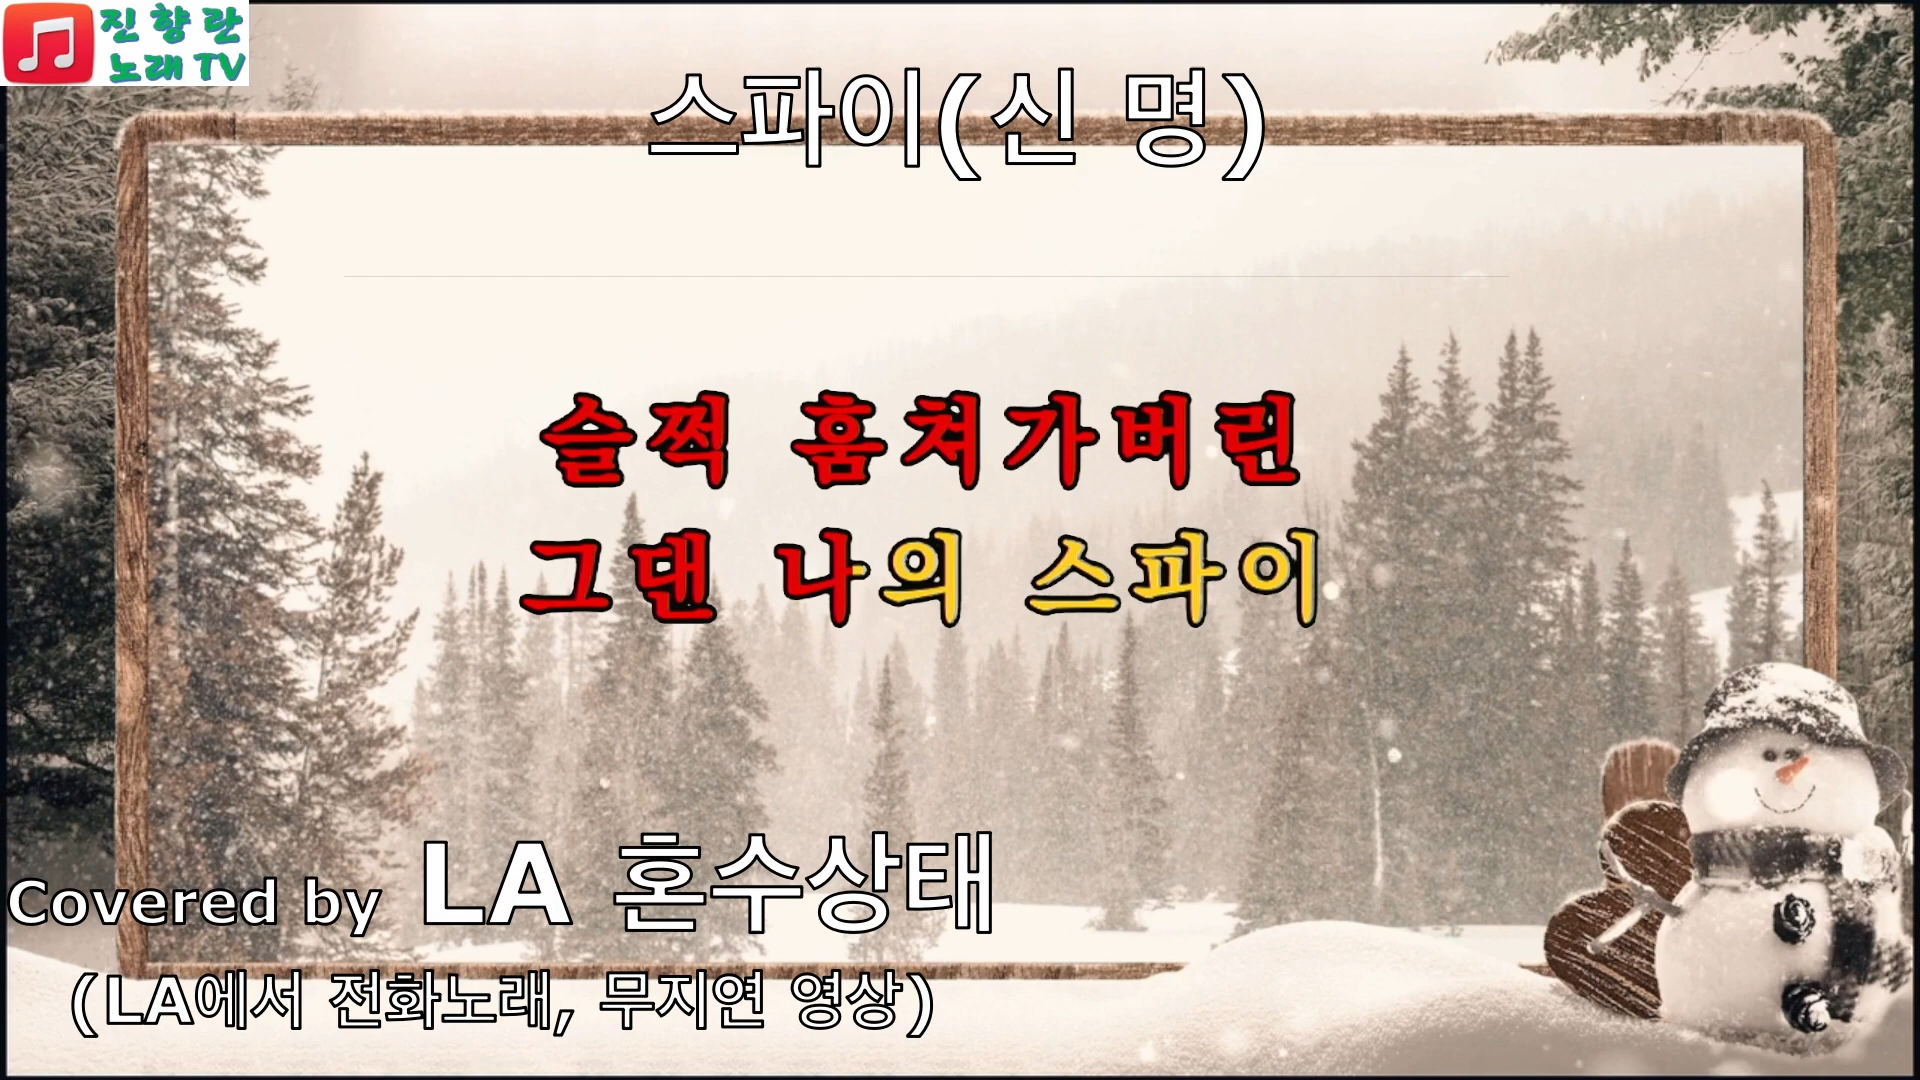 진향란
노래 TV
스파이(신 명)
슬쩍 훔쳐가버린
그댄 나의 스파이
Covered by LA 혼수상태
(LA에서 전화노래, 무지연 영상)